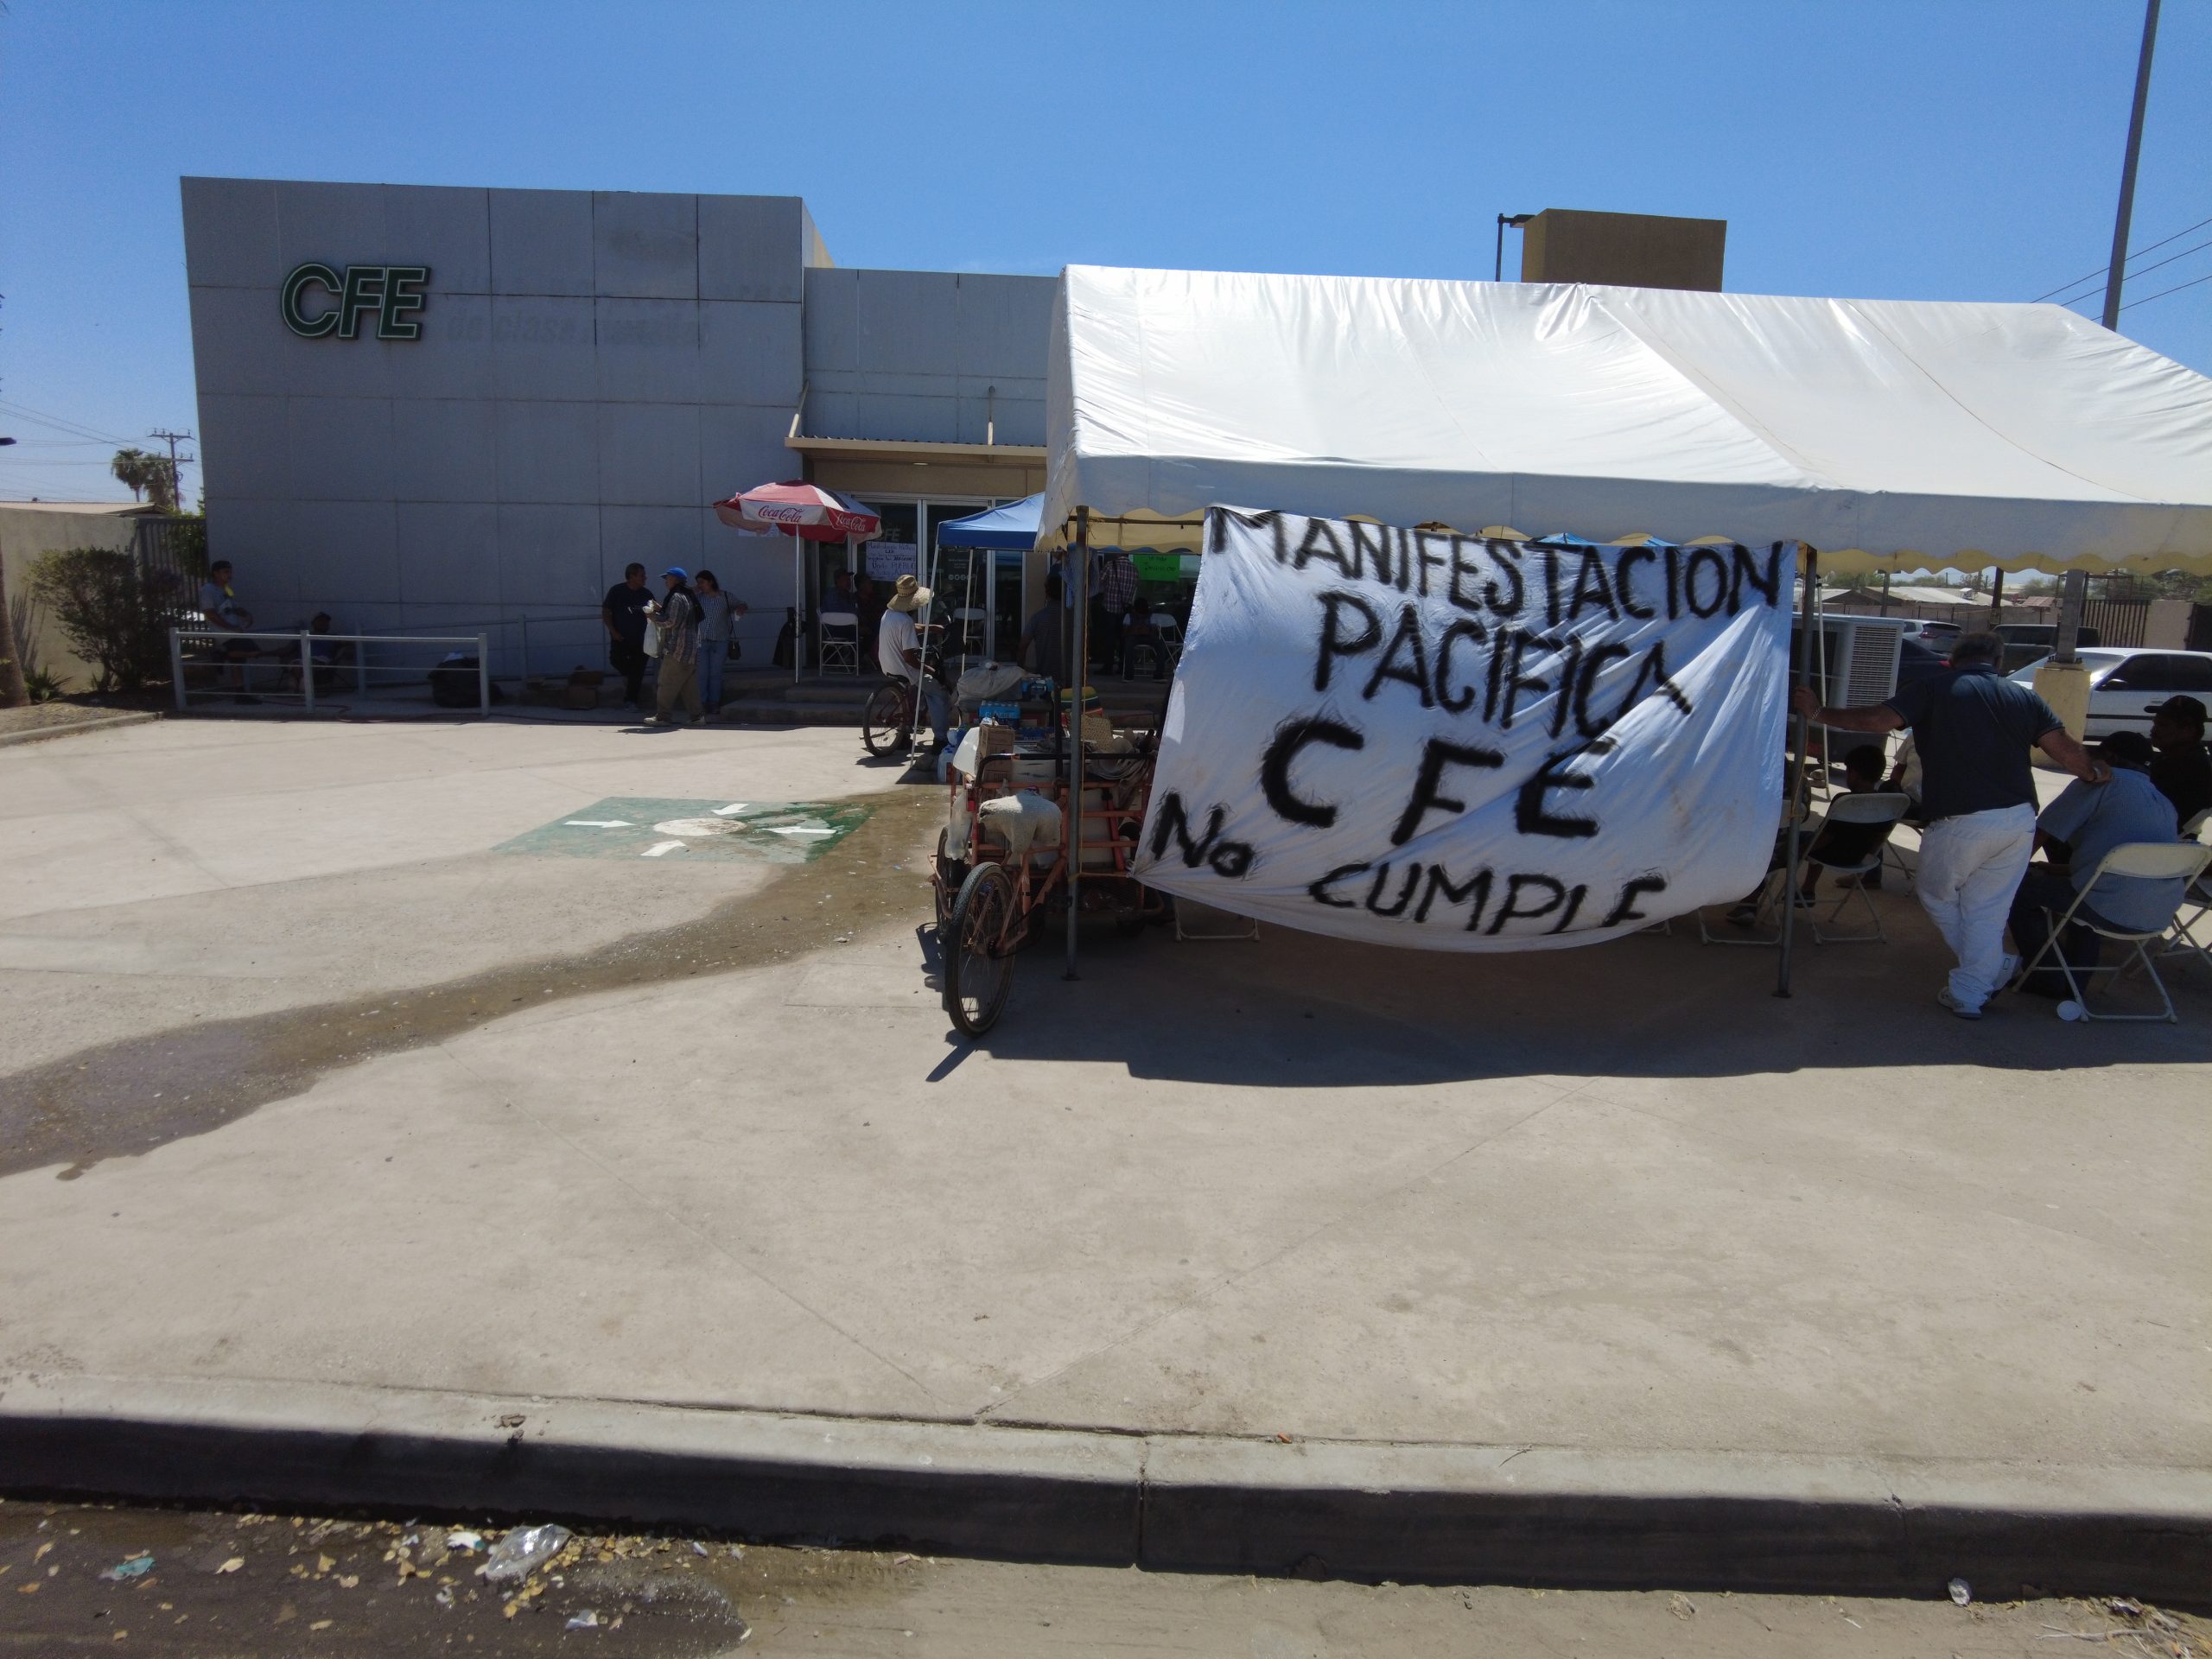 CFE
Coca-Cola
Coca-Cola
MANIFESTACION
PACIFICA
CFE
No CUMPLE